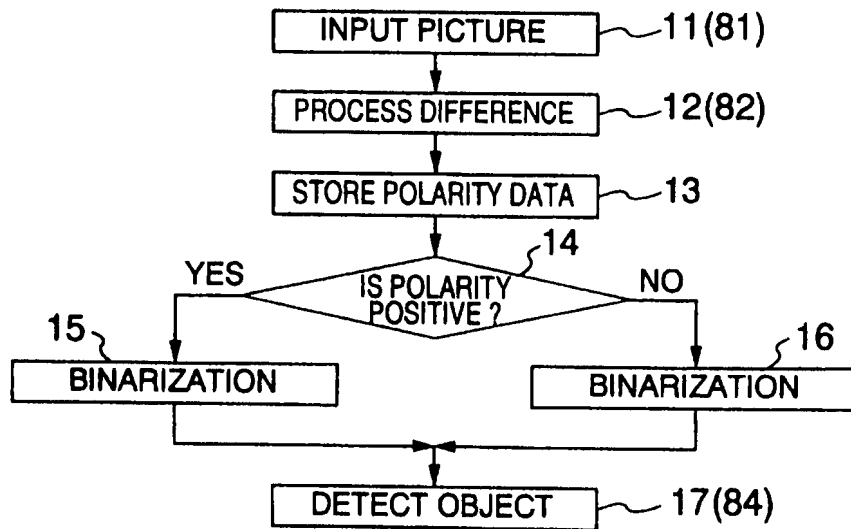 INPUT PICTURE
11(81)
PROCESS DIFFERENCE
12(82)
STORE POLARITY DATA
13
14
YES
IS POLARITY
POSITIVE ?
NO
15
BINARIZATION
16
BINARIZATION
DETECT OBJECT
17(84)